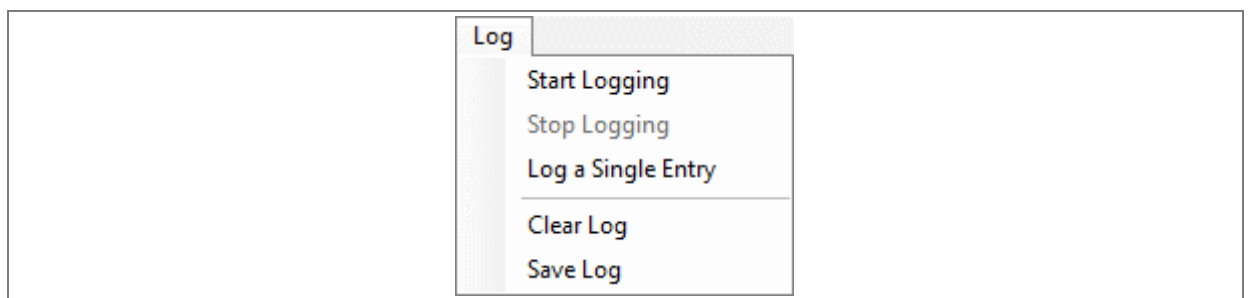 Log
Start Logging
Stop Logging
Log a Single Entry
Clear Log
Save Log